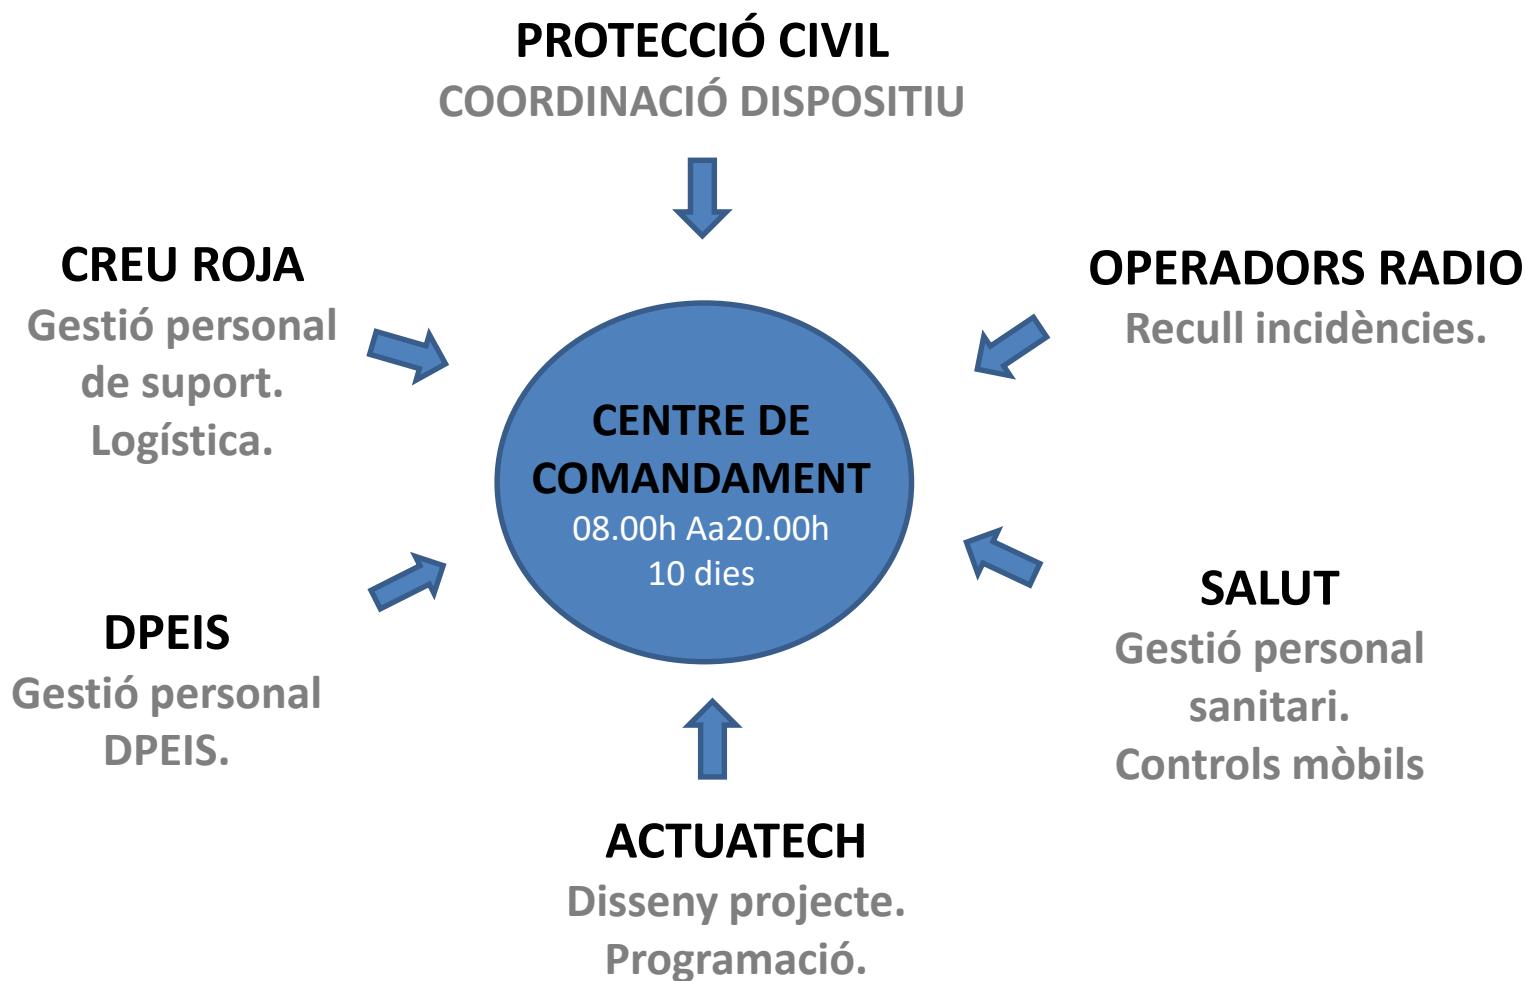 PROTECCIÓ CIVIL
COORDINACIÓ DISPOSITIU
CREU ROJA
Gestió personal
de suport.
Logística.
OPERADORS RADIO
Recull incidències.
CENTRE DE
COMANDAMENT
08.00h Aa20.00h
10 dies
DPEIS
Gestió personal
DPEIS.
SALUT
Gestió personal
sanitari.
Controls mòbils
ACTUATECH
Disseny projecte.
Programació.